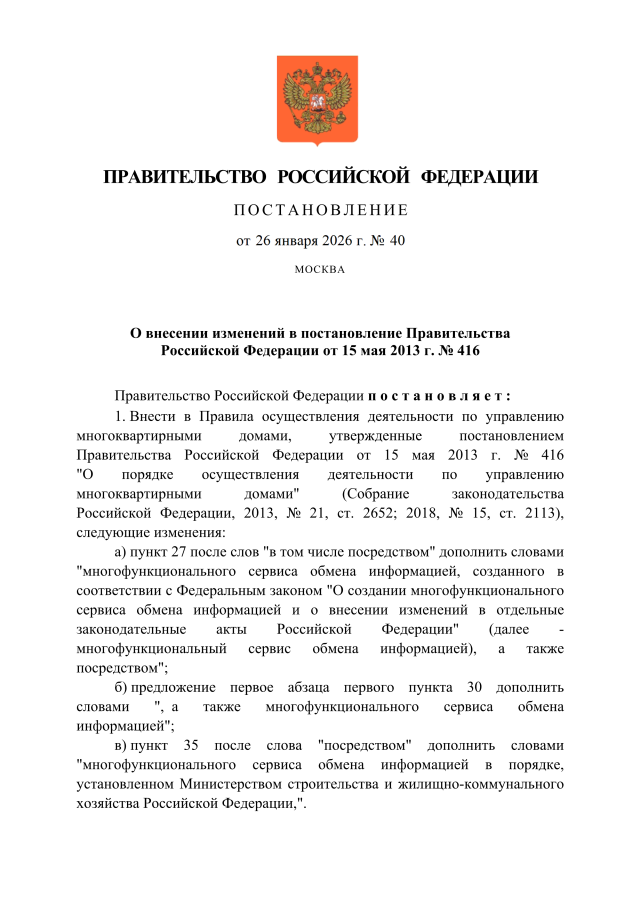 ПРАВИТЕЛЬСТВО РОССИЙСКОЙ ФЕДЕРАЦИИ
ПОСТАНОВЛЕНИЕ
от 26 января 2026 г. № 40
МОСКВА
О внесении изменений в постановление Правительства
Российской Федерации от 15 мая 2013 г. № 416
Правительство Российской Федерации постановляет:
1. Внести в Правила осуществления деятельности по управлению
многоквартирными домами, утвержденные постановлением
Правительства Российской Федерации от 15 мая 2013 г. № 416
"О порядке осуществления деятельности по управлению
многоквартирными домами" (Собрание законодательства
Российской Федерации, 2013, № 21, ст. 2652; 2018, № 15, ст. 2113),
следующие изменения:
а) пункт 27 после слов "в том числе посредством" дополнить словами
"многофункционального сервиса обмена информацией, созданного в
соответствии с Федеральным законом "О создании многофункционального
сервиса обмена информацией и о внесении изменений в отдельные
законодательные акты Российской Федерации" (далее -
многофункциональный сервис обмена информацией), а также
посредством";
б) предложение первое абзаца первого пункта 30 дополнить
словами ", а также многофункционального сервиса обмена
информацией";
в) пункт 35 после слова "посредством" дополнить словами
"многофункционального сервиса обмена информацией в порядке,
установленном Министерством строительства и жилищно-коммунального
хозяйства Российской Федерации,".